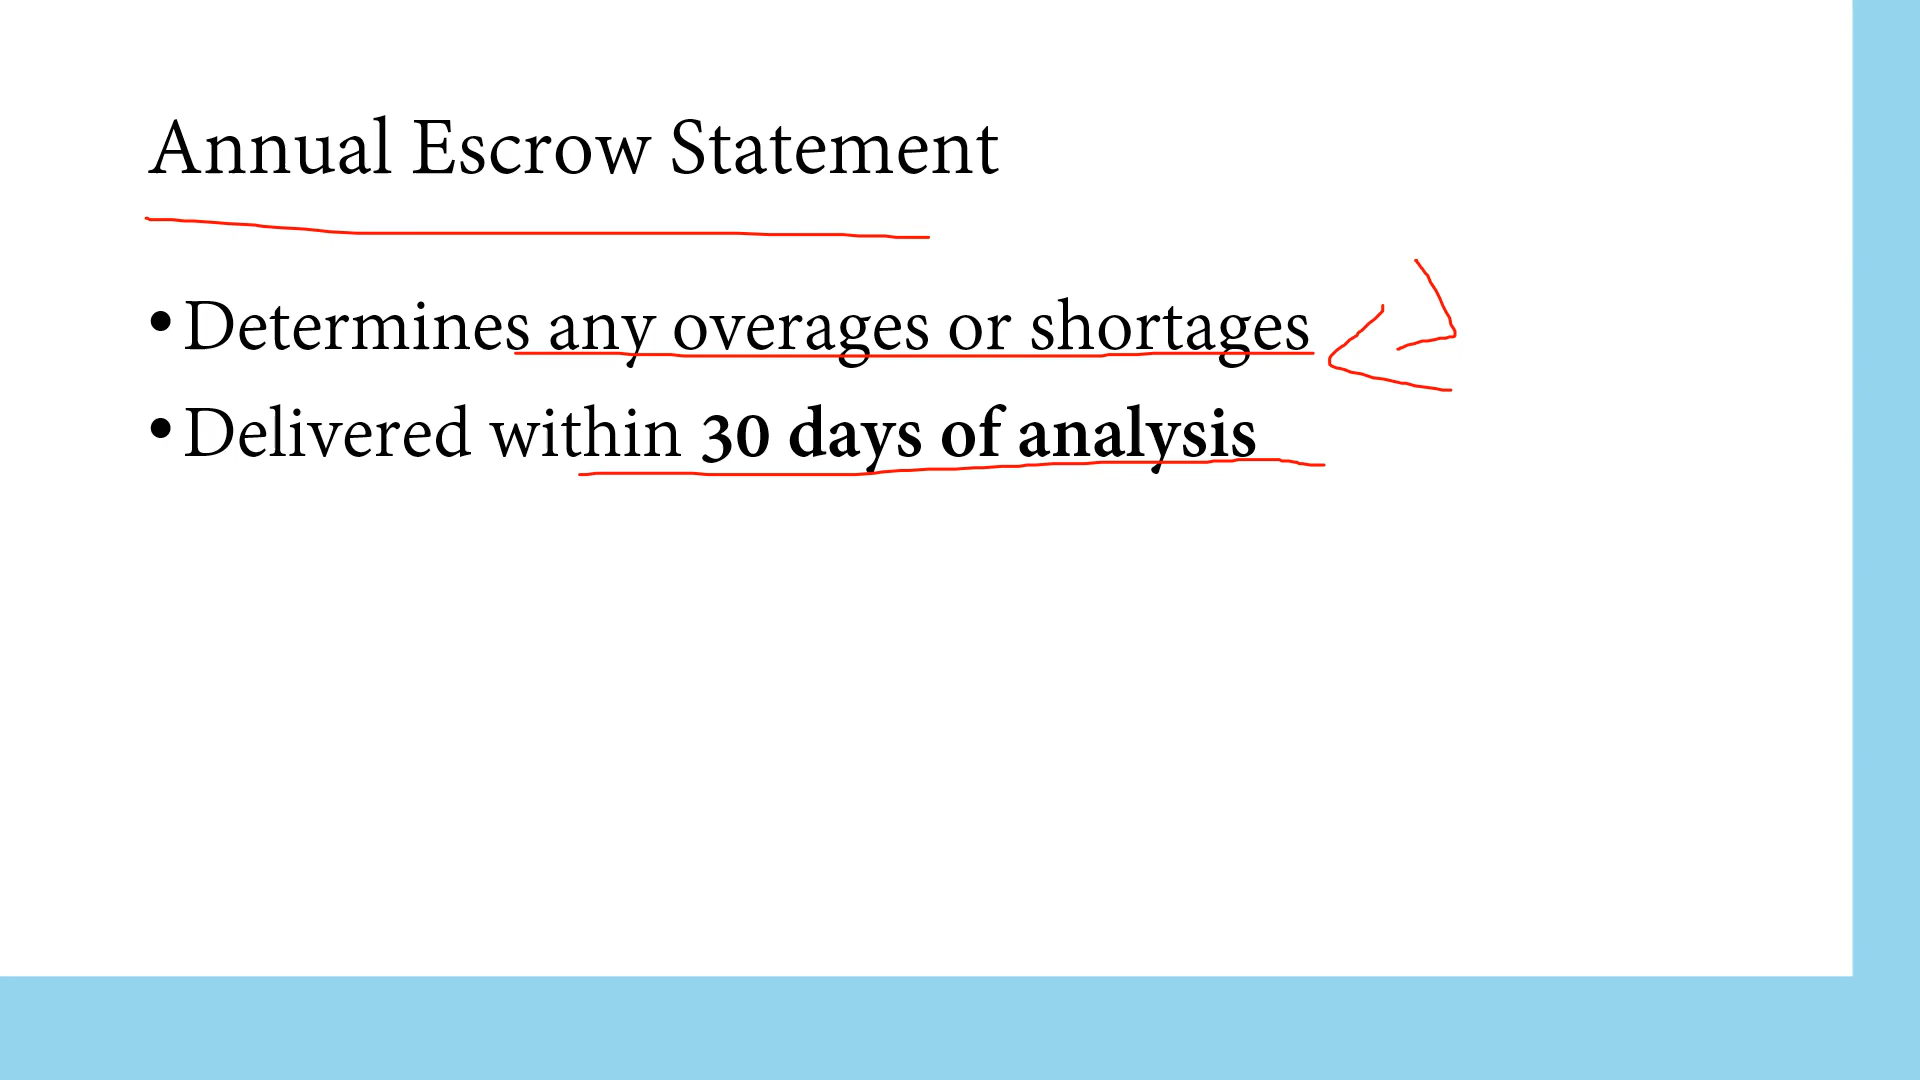 Annual Escrow Statement
• Determines any overages or shortages
• Delivered within 30 days of analysis